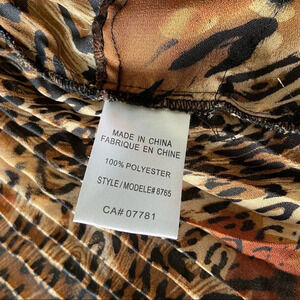 MADE IN CHINA
FABRIQUE EN CHINE
100% POLYESTER
STYLE/MODELE# 8765
CA# 07781